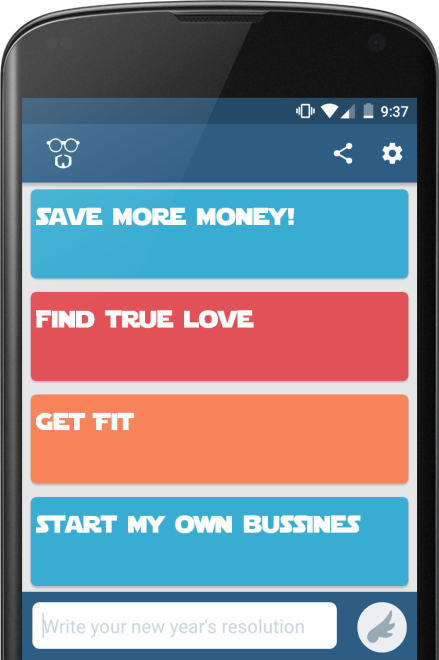 9:37
SAVE MORE MONEY!
FIND TRUE LOVE
GET FIT
START MY OWN BUSSINES
Write your new year's resolution